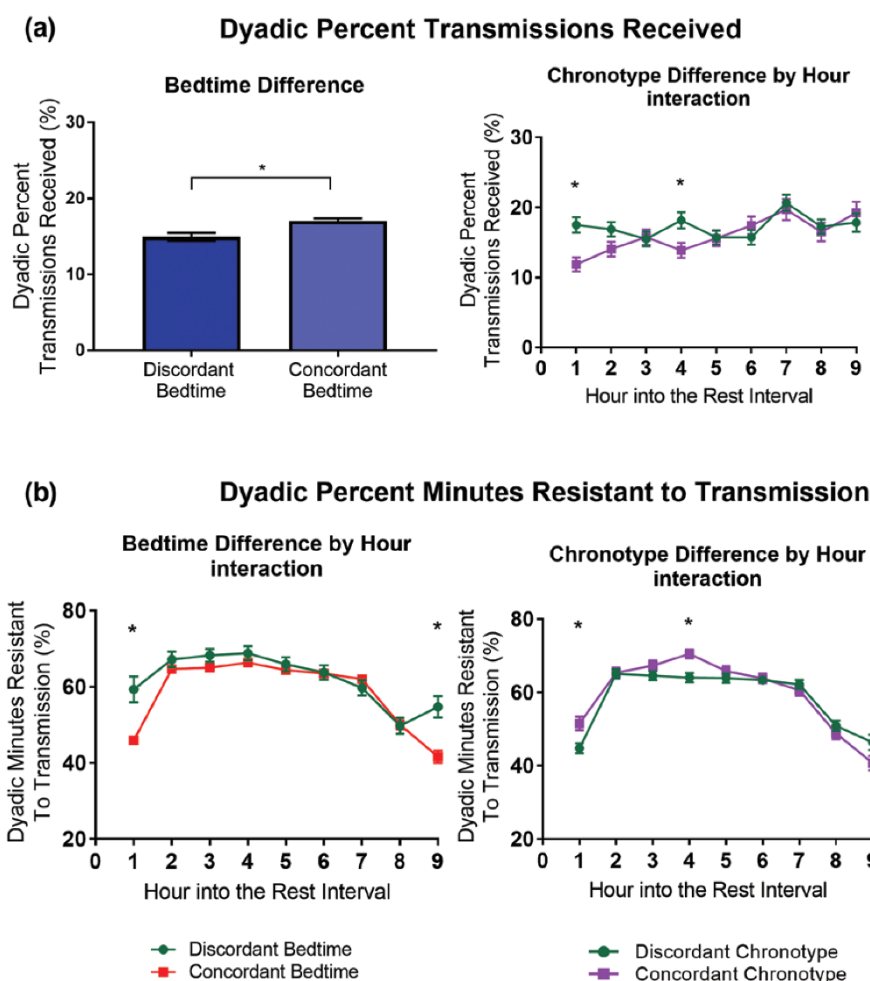 (a) Dyadic Percent Transmissions Received
Bedtime Difference
Dyadic Percent
Transmissions Received (%)
30
20
10
0
*
Discordant
Bedtime
Concordant
Bedtime
Chronotype Difference by Hour
interaction
Dyadic Percent
Transmissions Received (%)
30
20
10
0
* *
0 1 2 3 4 5 6 7 8 9
Hour into the Rest Interval
(b) Dyadic Percent Minutes Resistant to Transmission
Bedtime Difference by Hour
interaction
Dyadic Minutes Resistant
To Transmission (%)
80
60
40
20
* *
0 1 2 3 4 5 6 7 8 9
Hour into the Rest Interval
Discordant Bedtime
Concordant Bedtime
Chronotype Difference by Hour
interaction
Dyadic Minutes Resistant
To Transmission (%)
80
60
40
20
* *
0 1 2 3 4 5 6 7 8 9
Hour into the Rest Interval
Discordant Chronotype
Concordant Chronotype